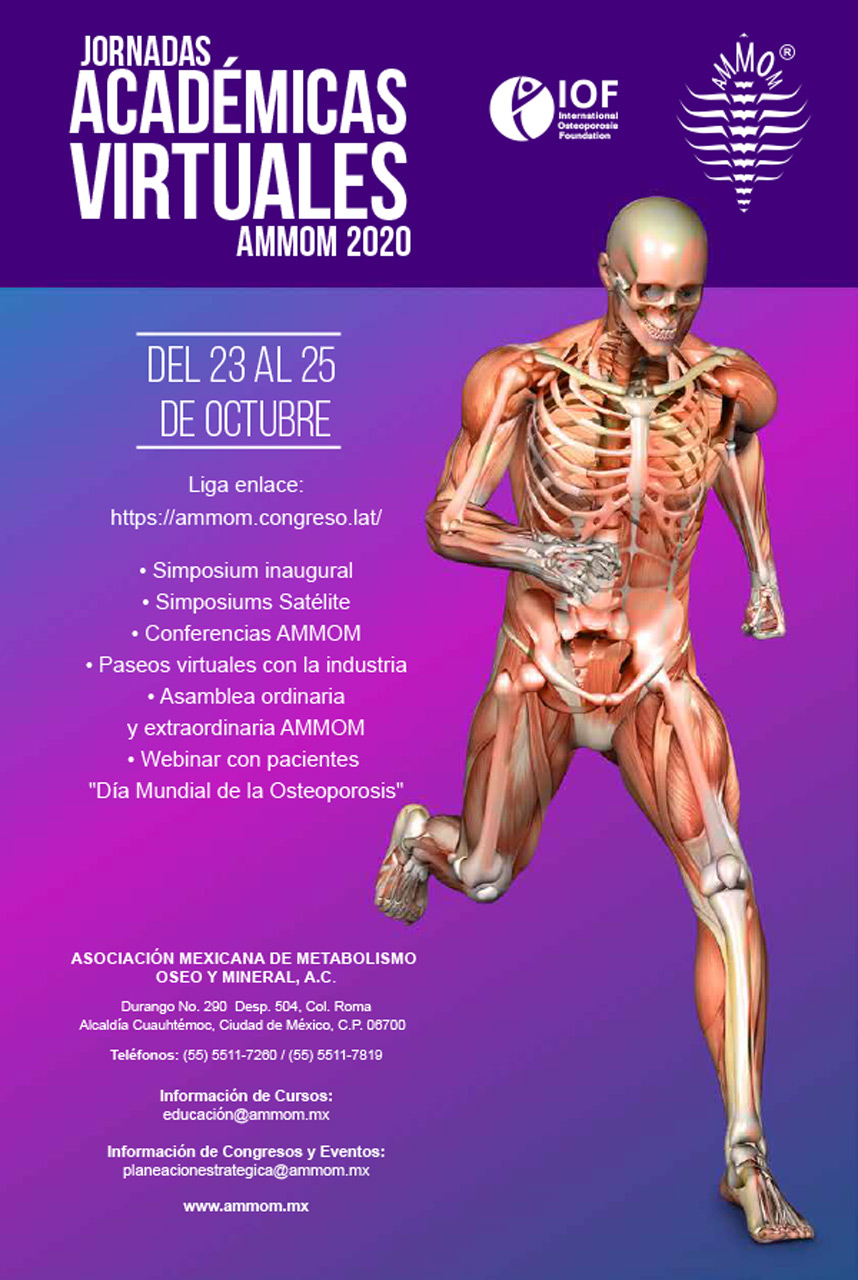 JORNADAS
ACADÉMICAS
VIRTUALES
AMMOM 2020
IOF
International
Osteoporosis
Foundation
AMMOM®
DEL 23 AL 25
DE OCTUBRE
Liga enlace:
https://ammom.congreso.lat/
• Simposium inaugural
• Simposiums Satélite
• Conferencias AMMOM
• Paseos virtuales con la industria
• Asamblea ordinaria
y extraordinaria AMMOM
• Webinar con pacientes
"Día Mundial de la Osteoporosis"
ASOCIACIÓN MEXICANA DE METABOLISMO
OSEO Y MINERAL, A.C.
Durango No. 290 Desp. 504, Col. Roma
Alcaldía Cuauhtémoc, Ciudad de México, C.P. 06700
Teléfonos: (55) 5511-7260 / (55) 5511-7819
Información de Cursos:
educación@ammom.mx
Información de Congresos y Eventos:
planeacionestrategica@ammom.mx
www.ammom.mx